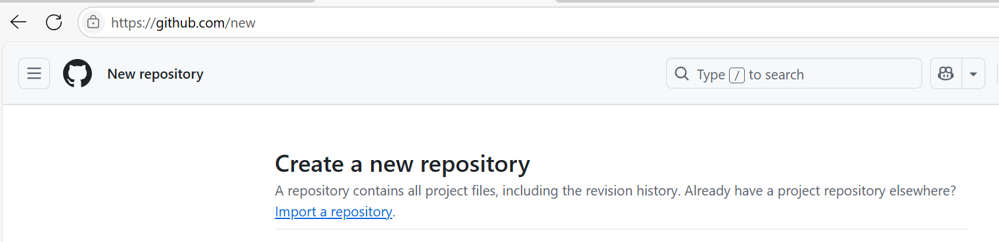 https://github.com/new
New repository
Type / to search
Create a new repository
A repository contains all project files, including the revision history. Already have a project repository elsewhere?
Import a repository.